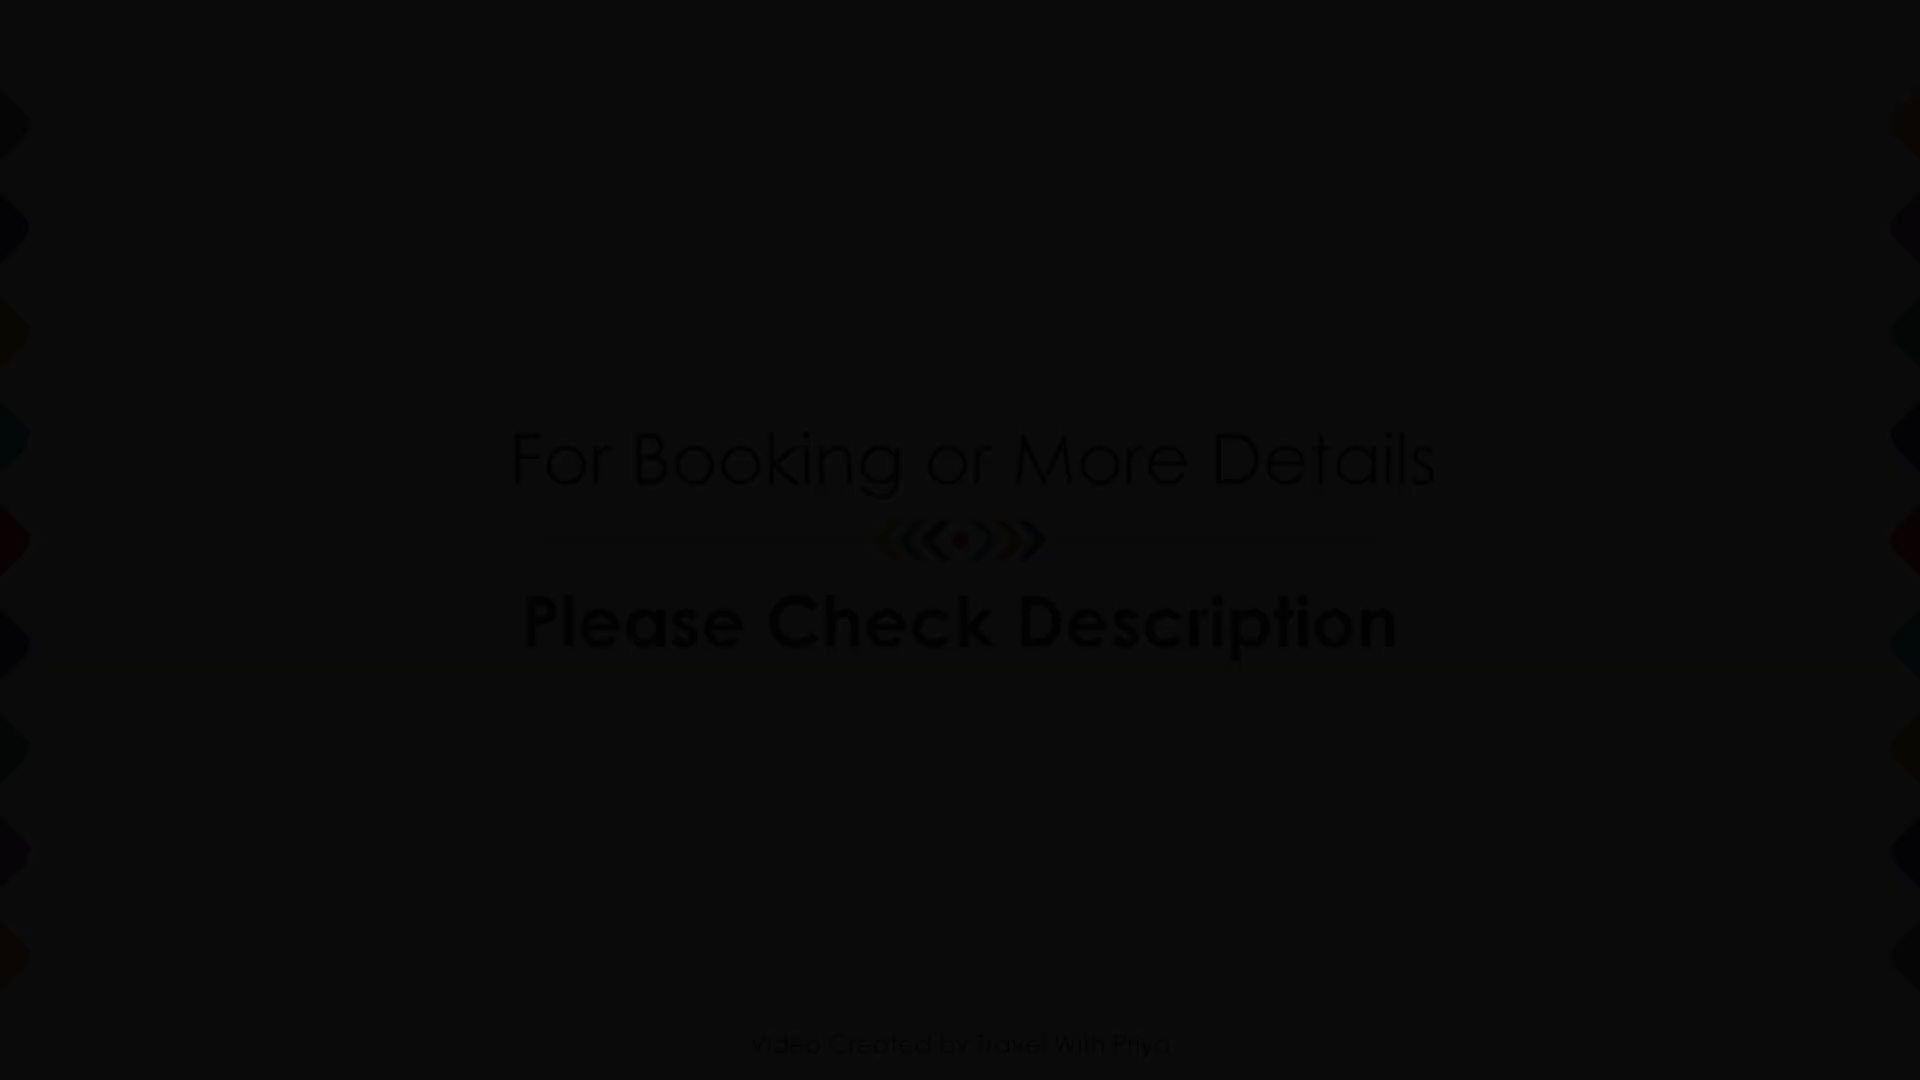 For Booking or More Details
Please Check Description
Video Created by Travel With Priya